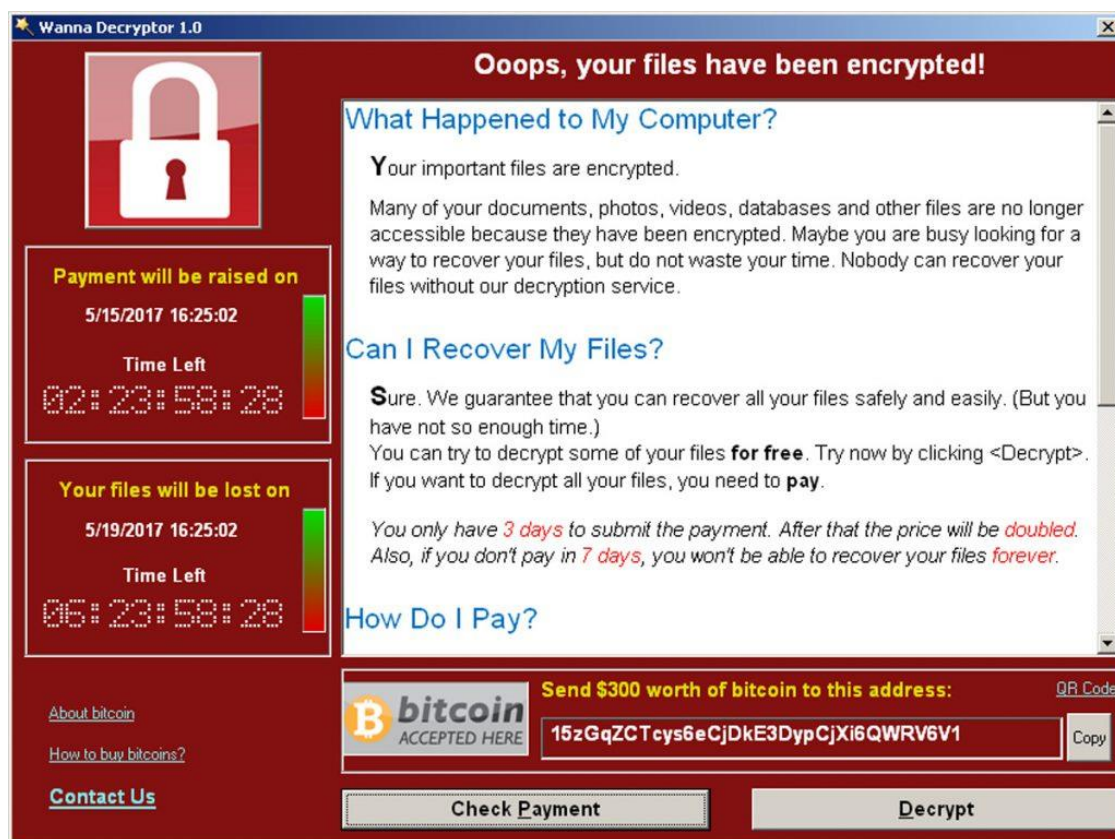 Wanna Decryptor 1.0
Ooops, your files have been encrypted!
Payment will be raised on
5/15/2017 16:25:02
Time Left
02:23:58:28
Your files will be lost on
5/19/2017 16:25:02
Time Left
06:23:58:28
About bitcoin
How to buy bitcoins?
Contact Us
What Happened to My Computer?
Your important files are encrypted.
Many of your documents, photos, videos, databases and other files are no longer
accessible because they have been encrypted. Maybe you are busy looking for a
way to recover your files, but do not waste your time. Nobody can recover your
files without our decryption service.
Can I Recover My Files?
Sure. We guarantee that you can recover all your files safely and easily. (But you
have not so enough time.)
You can try to decrypt some of your files for free. Try now by clicking <Decrypt>.
If you want to decrypt all your files, you need to pay.
You only have 3 days to submit the payment. After that the price will be doubled.
Also, if you don't pay in 7 days, you won't be able to recover your files forever.
How Do I Pay?
bitcoin
ACCEPTED HERE
Send $300 worth of bitcoin to this address:
QR Code
15zGqZCTcys6eCjDkE3DypCjXi6QWRV6V1
Copy
Check Payment
Decrypt